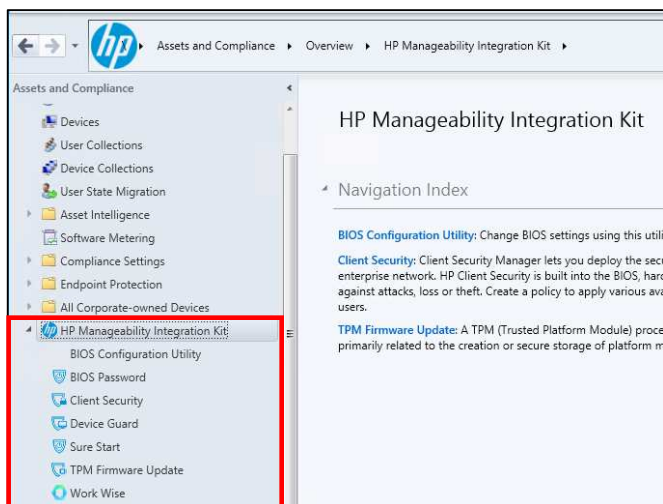 hp
Assets and Compliance
Overview
HP Manageability Integration Kit
Assets and Compliance
Devices
User Collections
Device Collections
User State Migration
Asset Intelligence
Software Metering
Compliance Settings
Endpoint Protection
All Corporate-owned Devices
HP Manageability Integration Kit
BIOS Configuration Utility
BIOS Password
Client Security
Device Guard
Sure Start
TPM Firmware Update
Work Wise
HP Manageability Integration Kit
Navigation Index
BIOS Configuration Utility: Change BIOS settings using this
Client Security: Client Security Manager lets you deploy the
enterprise network. HP Client Security is built into the BIOS,
against attacks, loss or theft. Create a policy to apply various
users.
TPM Firmware Update: A TPM (Trusted Platform Module)
primarily related to the creation or secure storage of platform